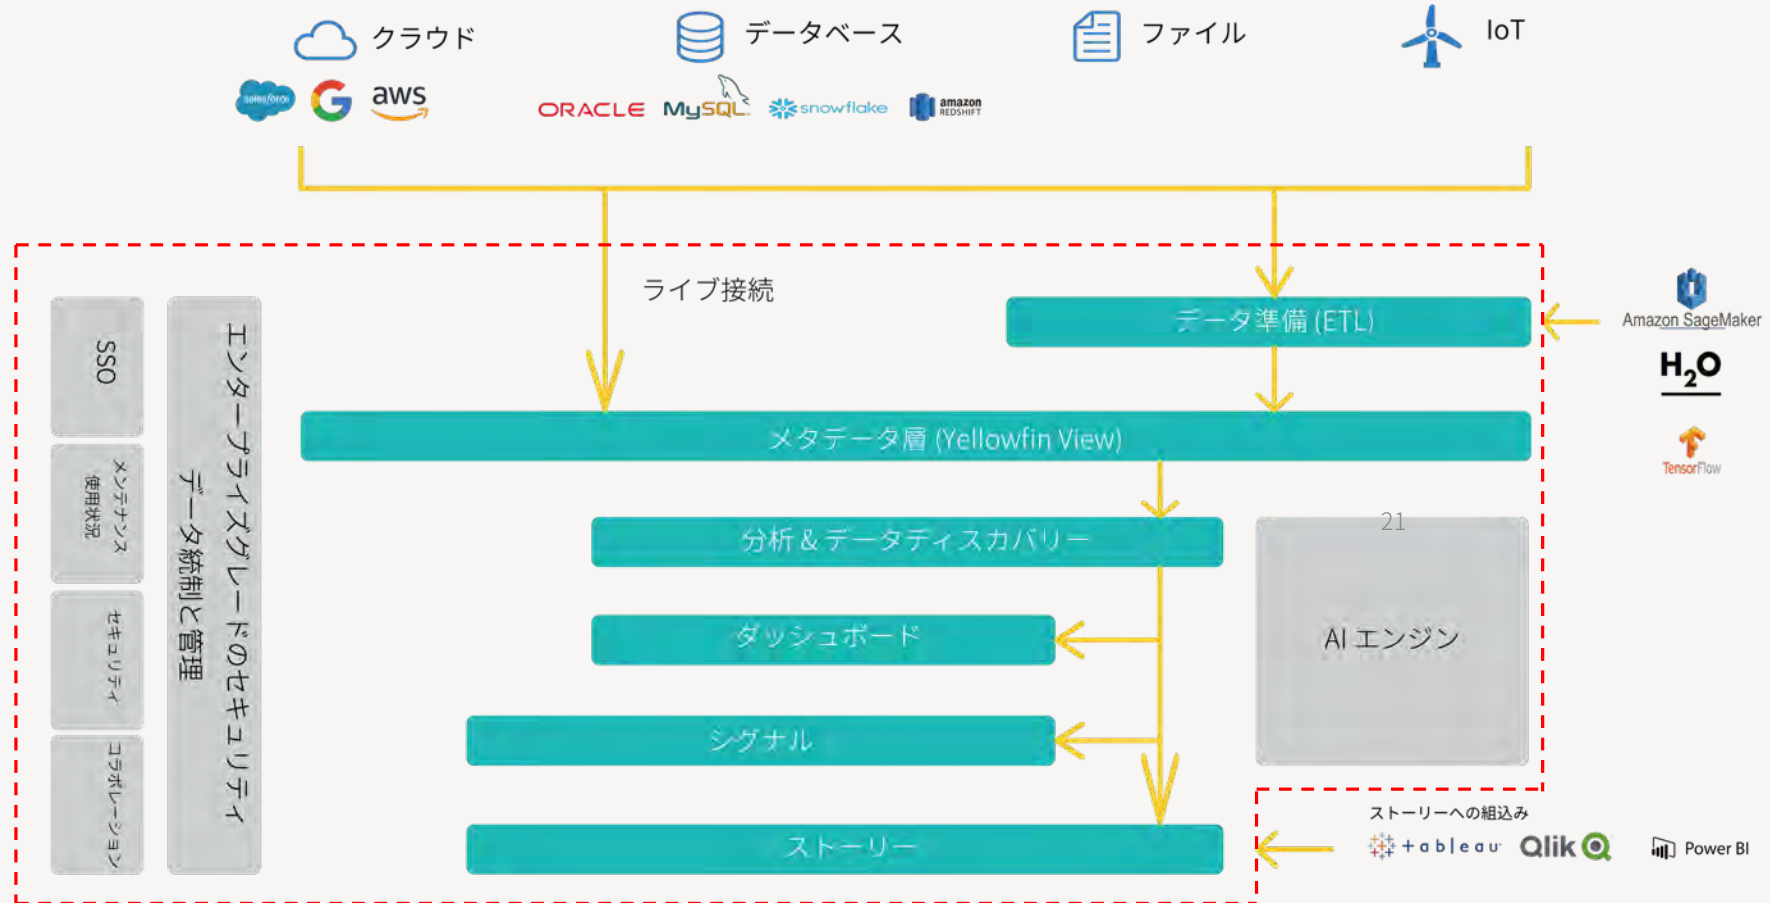 クラウド
データベース
ファイル
IoT
salesforce
G
aws
ORACLE
MySQL
snowflake
amazon
REDSHIFT
ライブ接続
データ準備 (ETL)
Amazon SageMaker
H2O
TensorFlow
メタデータ層 (Yellowfin View)
SSO
メンテナンス
使用状況
セキュリティ
コラボレーション
エンタープライズグレードのセキュリティ
データ統制と管理
分析 & データディスカバリー
21
ダッシュボード
AI エンジン
シグナル
ストーリー
ストーリーへの組込み
+ableau
Qlik
Power BI